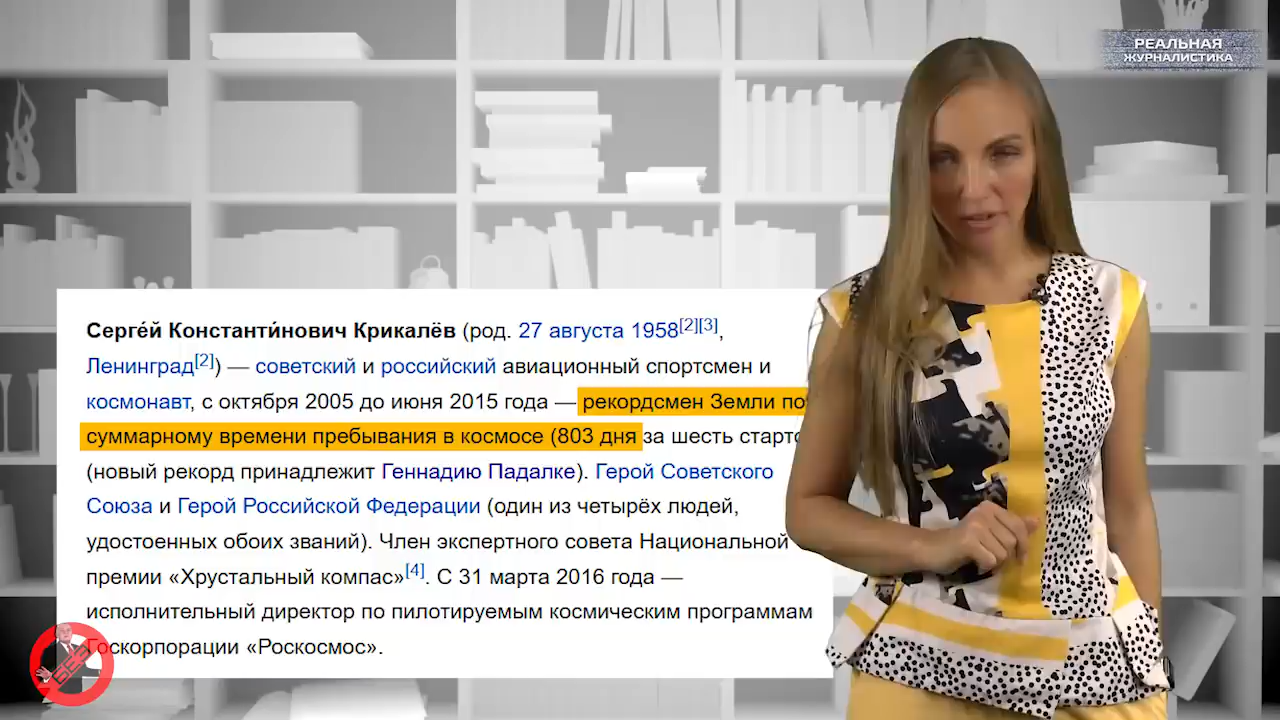 РЕАЛЬНАЯ
ЖУРНАЛИСТИКА
Серге́й Константи́нович Крикалёв (род. 27 августа 1958[2][3],
Ленинград[2]) — советский и российский авиационный спортсмен и
космонавт, с октября 2005 до июня 2015 года — рекордсмен Земли по
суммарному времени пребывания в космосе (803 дня за шесть
(новый рекорд принадлежит Геннадию Падалке). Герой Советского
Союза и Герой Российской Федерации (один из четырёх людей,
удостоенных обоих званий). Член экспертного совета Национальной
премии «Хрустальный компас»[4]. С 31 марта 2016 года —
исполнительный директор по пилотируемым космическим программам
Госкорпорации «Роскосмос».